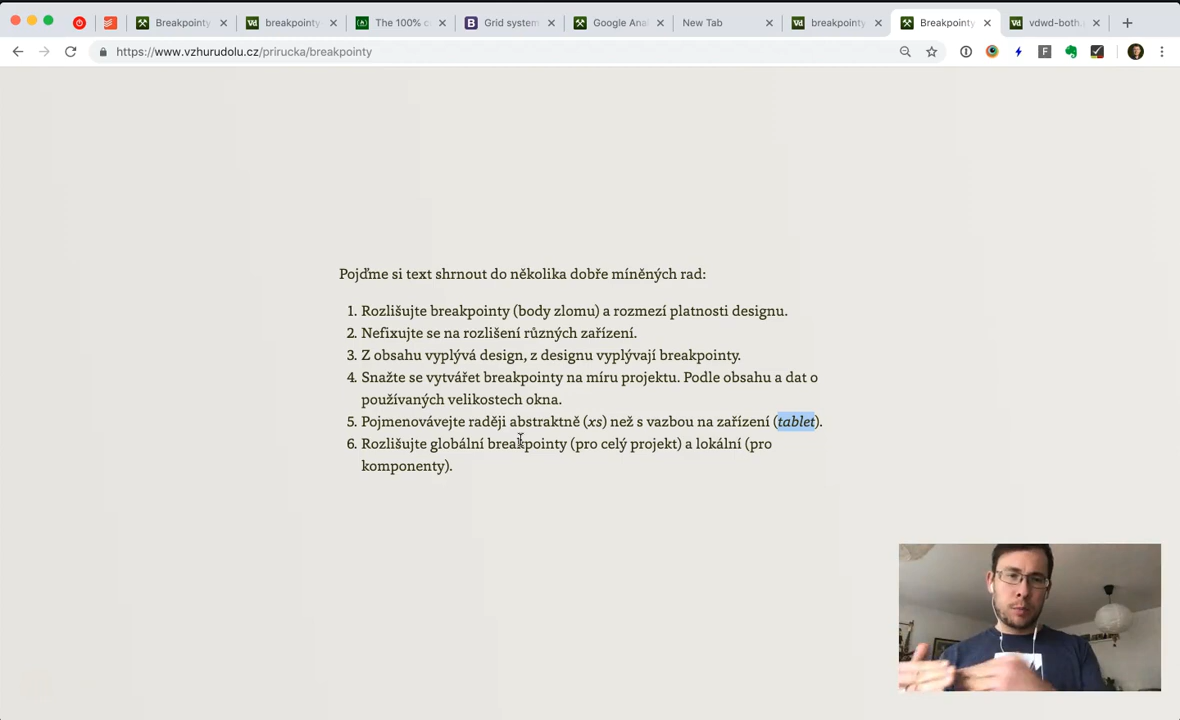 Breakpointy
breakpointy
The 100% c
Grid system
Google Anal
New Tab
breakpointy
Breakpointy
vdwd-both.
https://www.vzhurudolu.cz/prirucka/breakpointy
Pojďme si text shrnout do několika dobře míněných rad:
1. Rozlišujte breakpointy (body zlomu) a rozmezí platnosti designu.
2. Nefixujte se na rozlišení různých zařízení.
3. Z obsahu vyplývá design, z designu vyplývají breakpointy.
4. Snažte se vytvářet breakpointy na míru projektu. Podle obsahu a dat o
používaných velikostech okna.
5. Pojmenovávejte raději abstraktně (xs) než s vazbou na zařízení (tablet).
6. Rozlišujte globální breakpointy (pro celý projekt) a lokální (pro
komponenty).